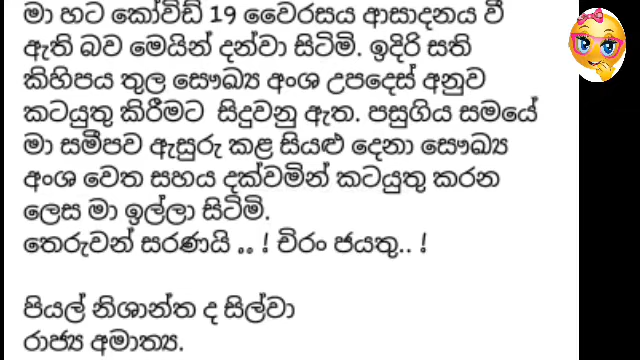 මා හට කෝවිඩ් 19 වෛරසය ආසාදනය වී
ඇති බව මෙයින් දන්වා සිටිමි. ඉදිරි සති
කිහිපය තුල සෞඛ්‍ය අංශ උපදෙස් අනුව
කටයුතු කිරීමට සිදුවනු ඇත. පසුගිය සමයේ
මා සමීපව ඇසුරු කළ සියළු දෙනා සෞඛ්‍ය
අංශ වෙත සහය දක්වමින් කටයුතු කරන
ලෙස මා ඉල්ලා සිටිමි.
තෙරුවන් සරණයි .. ! චිරං ජයතු.. !
පියල් නිශාන්ත ද සිල්වා
රාජ්‍ය අමාත්‍ය.